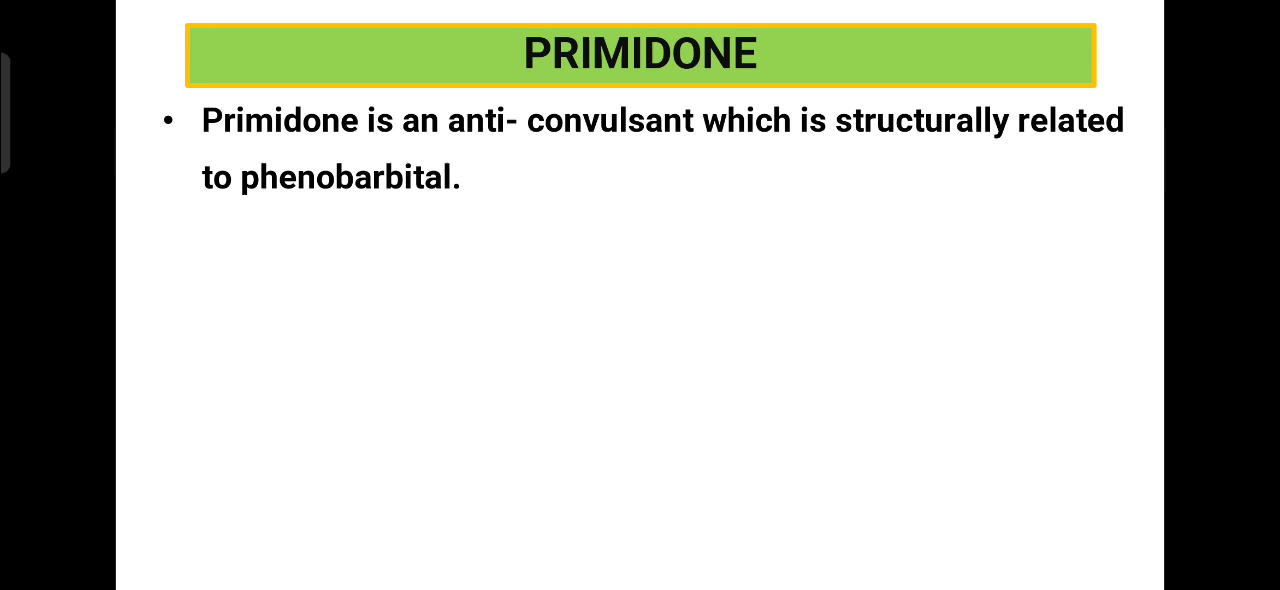 PRIMIDONE
• Primidone is an anti- convulsant which is structurally related
to phenobarbital.